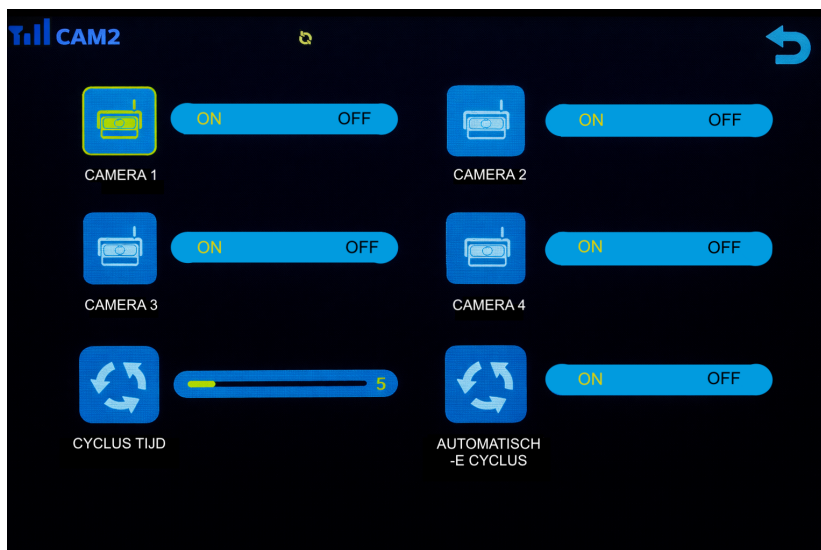 CAM2
ON OFF
ON OFF
CAMERA 1
CAMERA 2
ON OFF
ON OFF
CAMERA 3
CAMERA 4
5
ON OFF
CYCLUS TIJD
AUTOMATISCH
-E CYCLUS